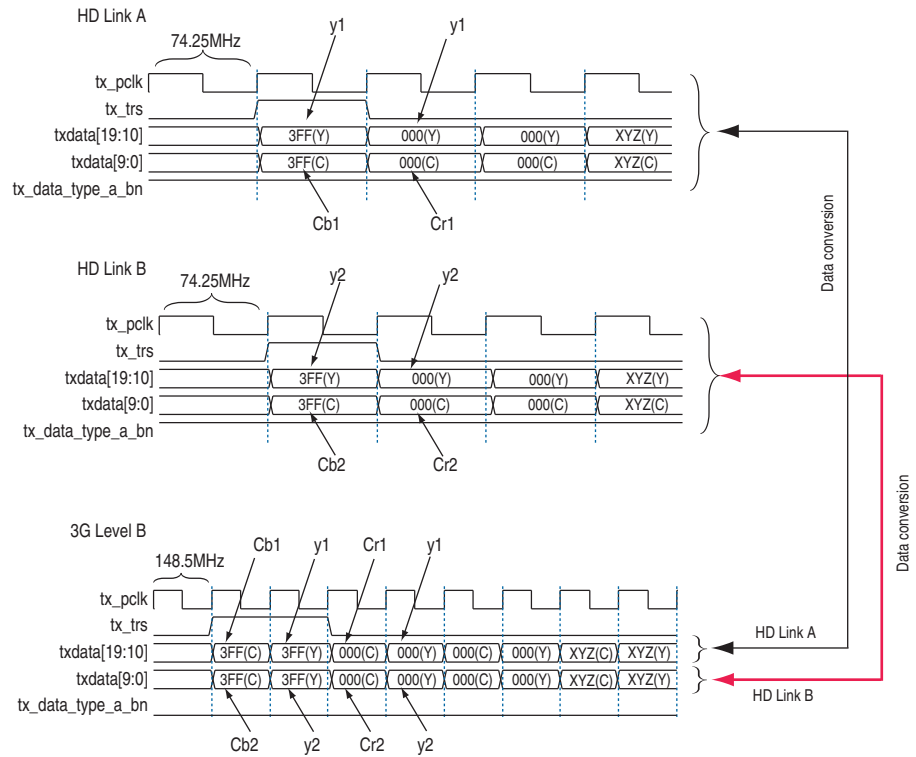 HD Link A
y1
y1
74.25MHz
tx_pclk
tx_trs
txdata[19:10] 3FF(Y) 000(Y) 000(Y) XYZ(Y)
txdata[9:0] 3FF(C) 000(C) 000(C) XYZ(C)
tx_data_type_a_bn
Cb1 Cr1
Data conversion
HD Link B
y2 y2
74.25MHz
tx_pclk
tx_trs
txdata[19:10] 3FF(Y) 000(Y) 000(Y) XYZ(Y)
txdata[9:0] 3FF(C) 000(C) 000(C) XYZ(C)
tx_data_type_a_bn
Cb2 Cr2
Data conversion
3G Level B
Cb1 y1 Cr1 y1
148.5MHz
tx_pclk
tx_trs
HD Link A
txdata[19:10] 3FF(C) 3FF(Y) 000(C) 000(Y) 000(C) 000(Y) XYZ(C) XYZ(Y)
txdata[9:0] 3FF(C) 3FF(Y) 000(C) 000(Y) 000(C) 000(Y) XYZ(C) XYZ(Y)
HD Link B
tx_data_type_a_bn
Cb2 y2 Cr2 y2